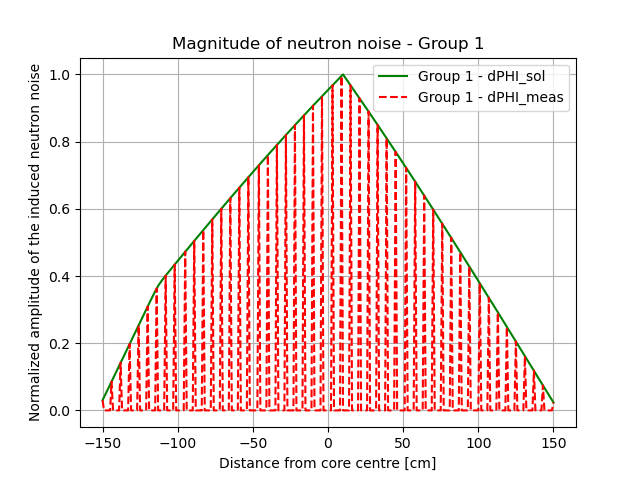 Magnitude of neutron noise - Group 1
Group 1 - dPHI_sol
Group 1 - dPHI_meas
Normalized amplitude of the induced neutron noise
1.0
0.8
0.6
0.4
0.2
0.0
−150 −100 −50 0 50 100 150
Distance from core centre [cm]